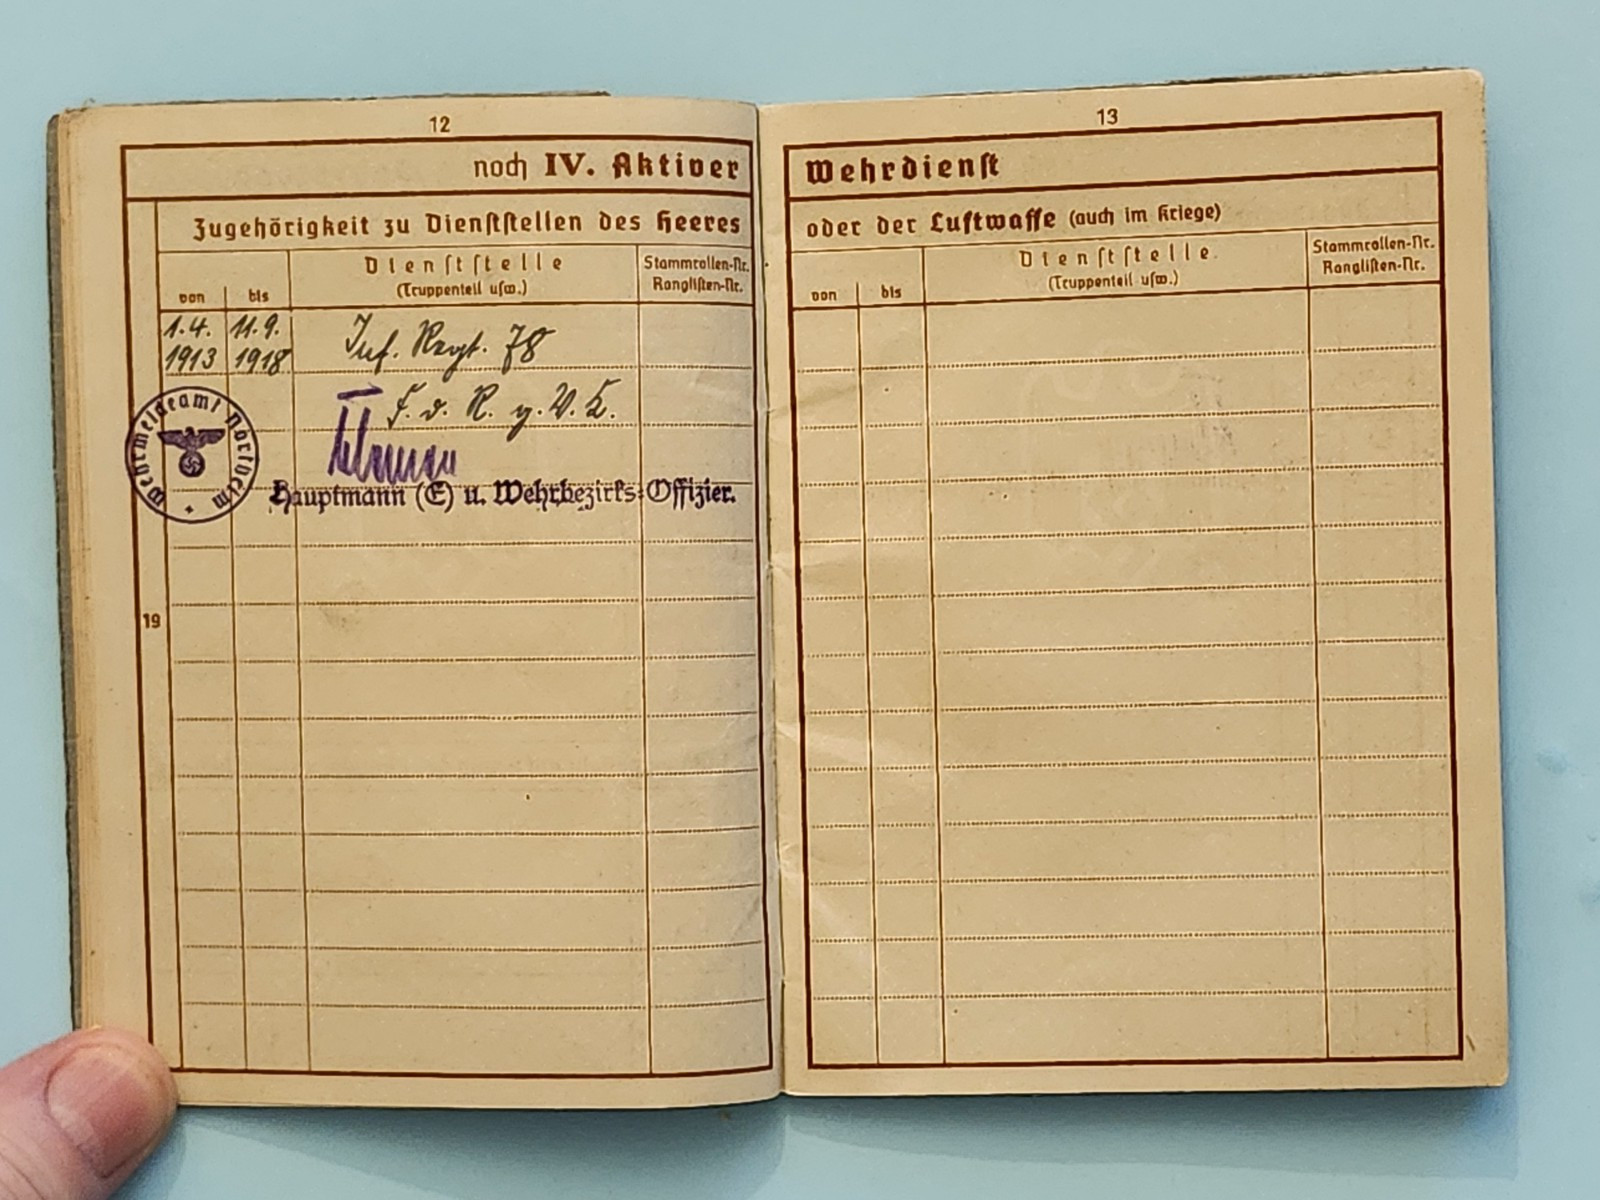 12
noch IV. Aktiver
Zugehörigkeit zu Dienststellen des Heeres
von
bis
Dienststelle
(Truppenteil usw.)
Stammrollen-Nr.
Ranglisten-Nr.
1.4.
1913
11.9.
1918
Inf. Regt. 78
F. d. R.
Wehrmeldeamt Northeim
Hauptmann (E) u. Wehrbezirks-Offizier.
19
13
Wehrdienst
oder der Luftwaffe (auch im Kriege)
von
bis
Dienststelle
(Truppenteil usw.)
Stammrollen-Nr.
Ranglisten-Nr.